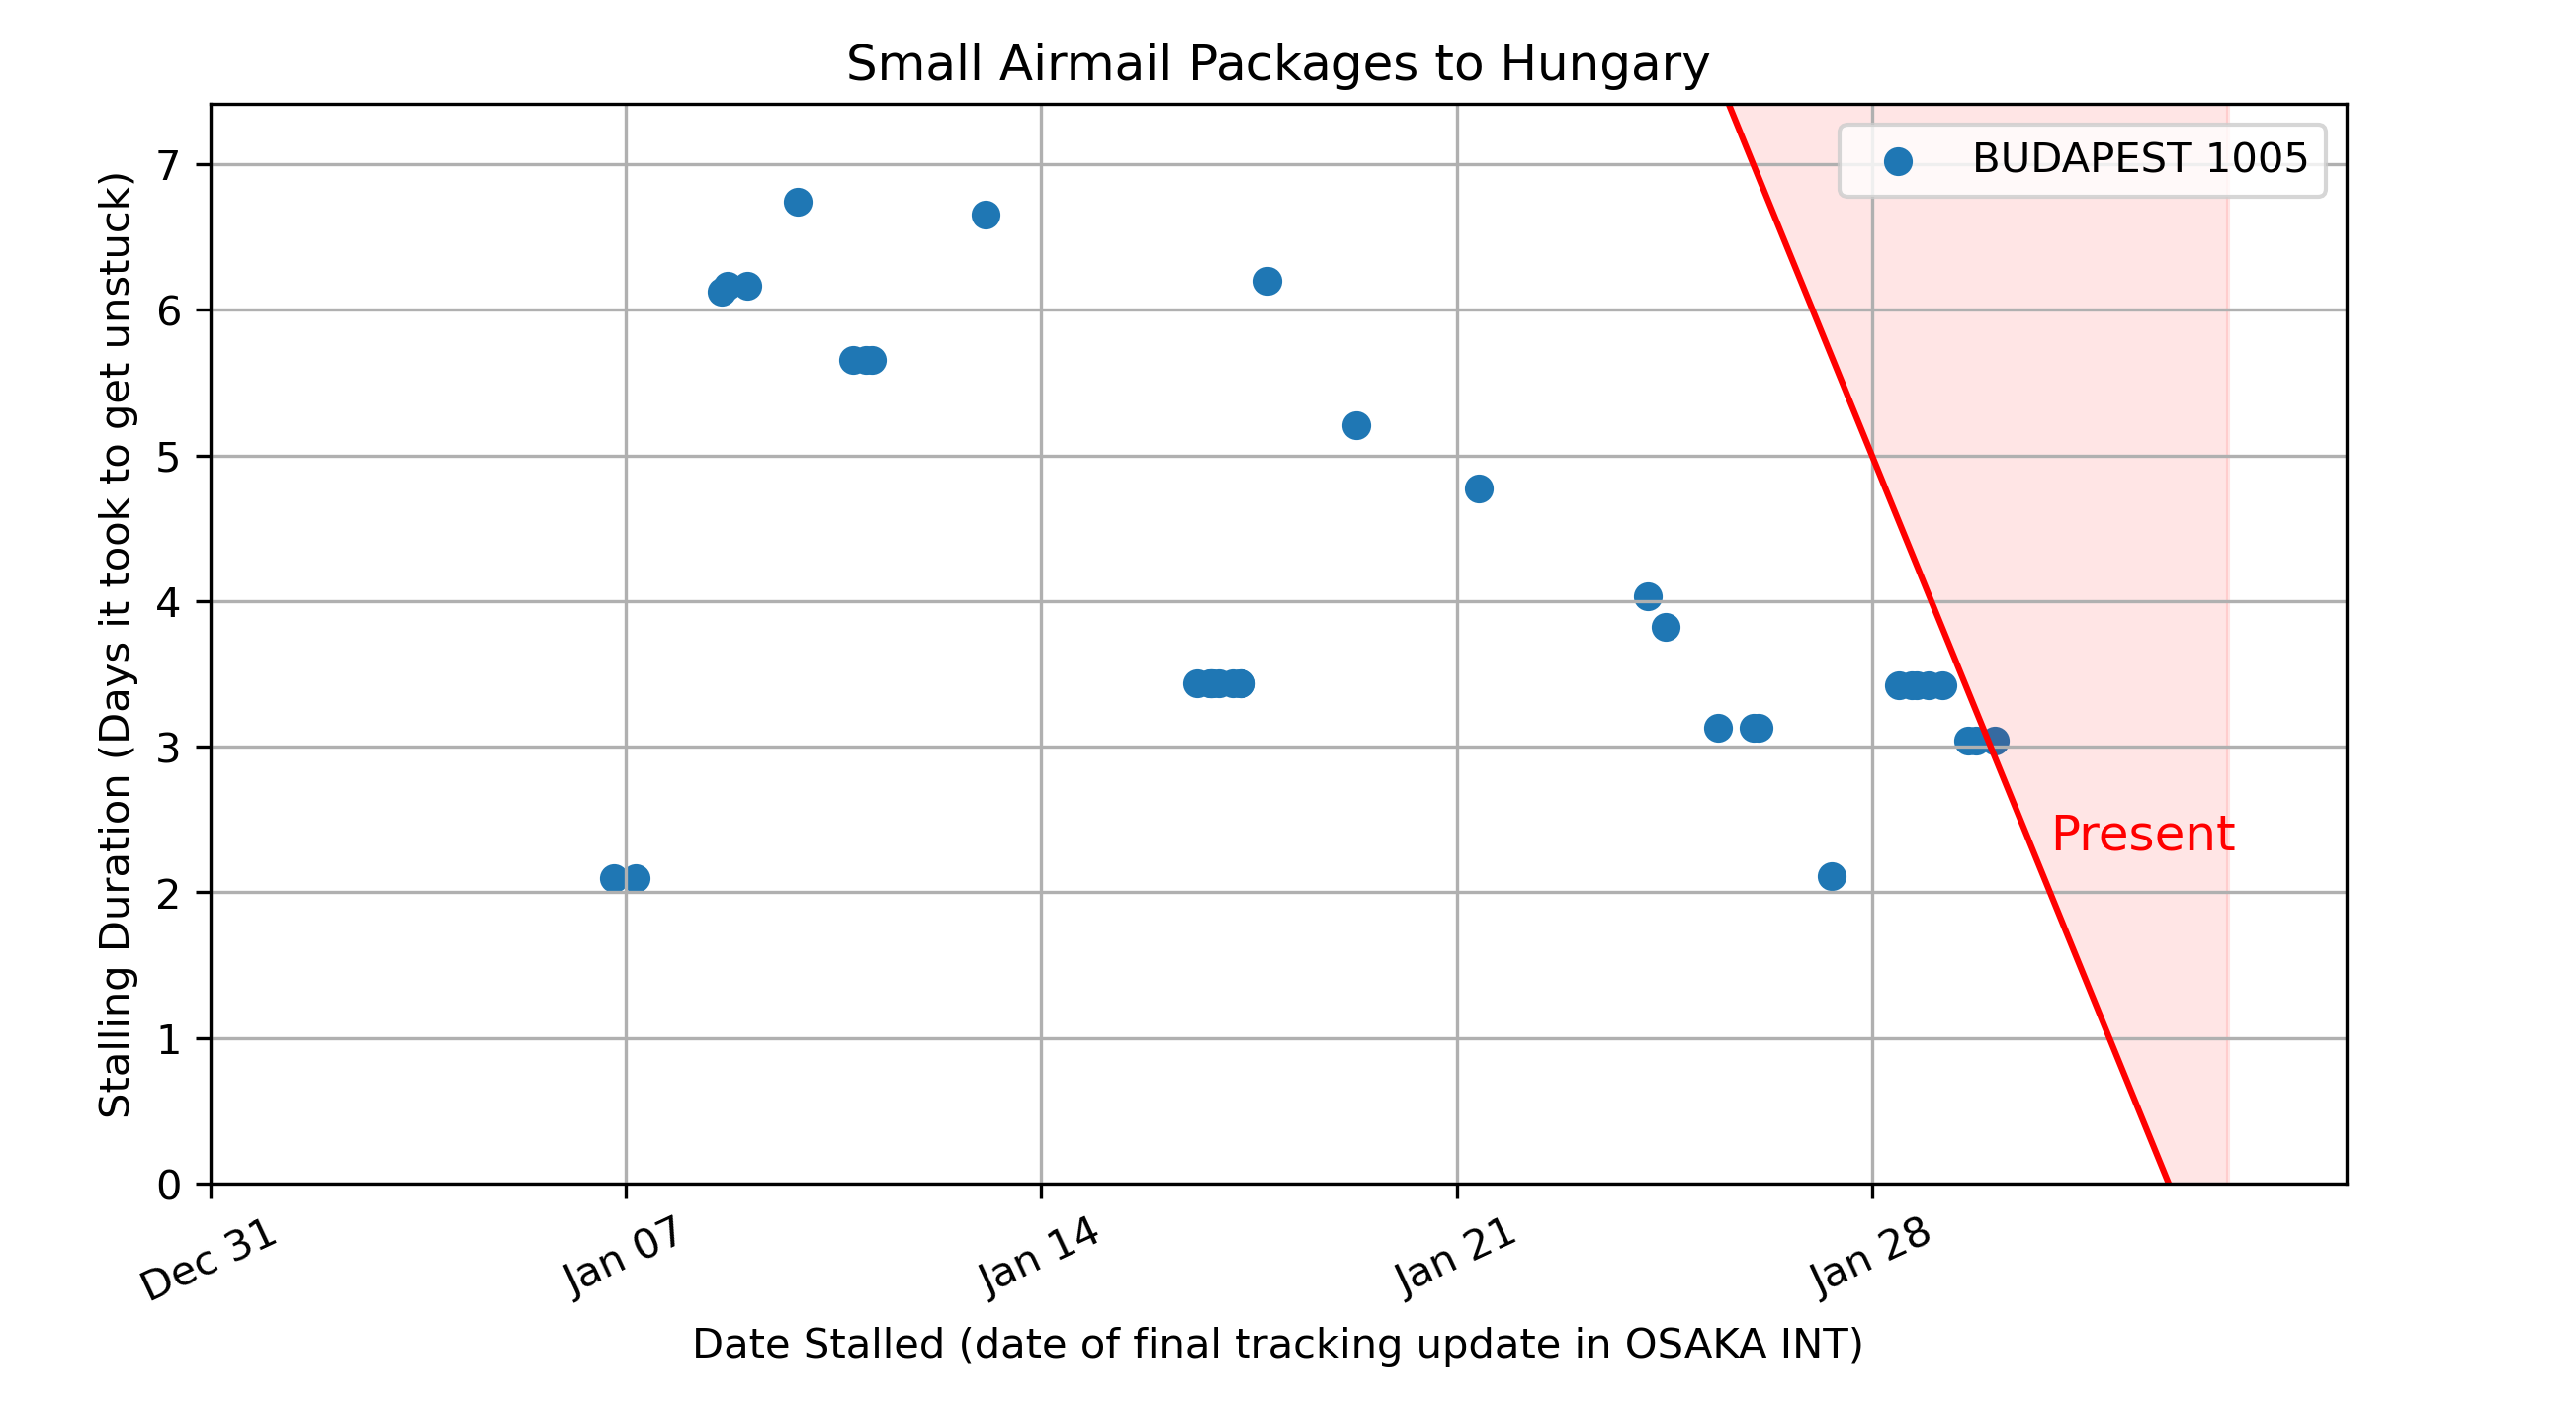 Small Airmail Packages to Hungary
BUDAPEST 1005
Stalling Duration (Days it took to get unstuck)
7
6
5
4
3
2
1
0
Present
Dec 31
Jan 07
Jan 14
Jan 21
Jan 28
Date Stalled (date of final tracking update in OSAKA INT)